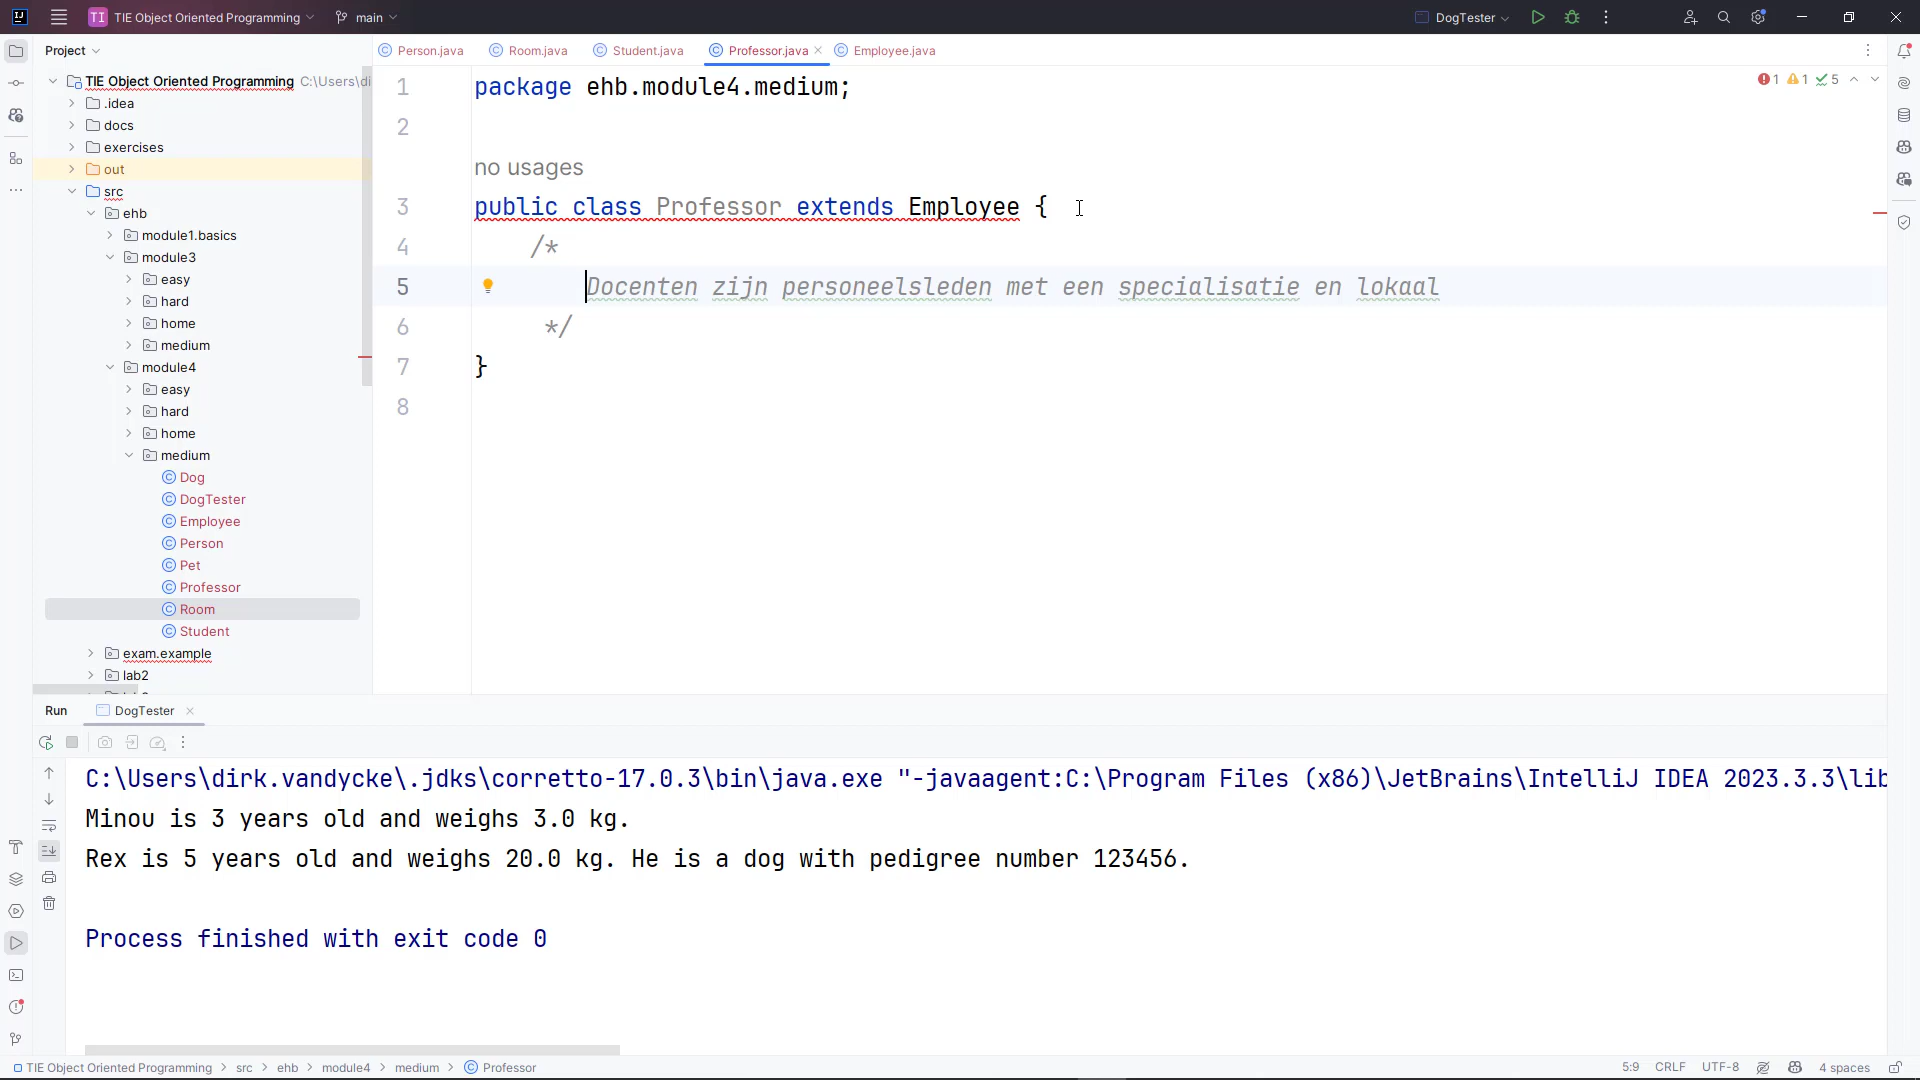 TI TIE Object Oriented Programming main DogTester
Project
Person.java Room.java Student.java Professor.java Employee.java
TIE Object Oriented Programming C:\Users\di
.idea
docs
exercises
out
src
ehb
module1.basics
module3
easy
hard
home
medium
module4
easy
hard
home
medium
Dog
DogTester
Employee
Person
Pet
Professor
Room
Student
exam.example
lab2
1 package ehb.module4.medium;
1 1 5
2
no usages
3 public class Professor extends Employee {
4 /*
5 Docenten zijn personeelsleden met een specialisatie en lokaal
6 */
7 }
8
Run DogTester
C:\Users\dirk.vandycke\.jdks\corretto-17.0.3\bin\java.exe "-javaagent:C:\Program Files (x86)\JetBrains\IntelliJ IDEA 2023.3.3\lib
Minou is 3 years old and weighs 3.0 kg.
Rex is 5 years old and weighs 20.0 kg. He is a dog with pedigree number 123456.
Process finished with exit code 0
TIE Object Oriented Programming > src > ehb > module4 > medium > Professor
5:9 CRLF UTF-8 4 spaces